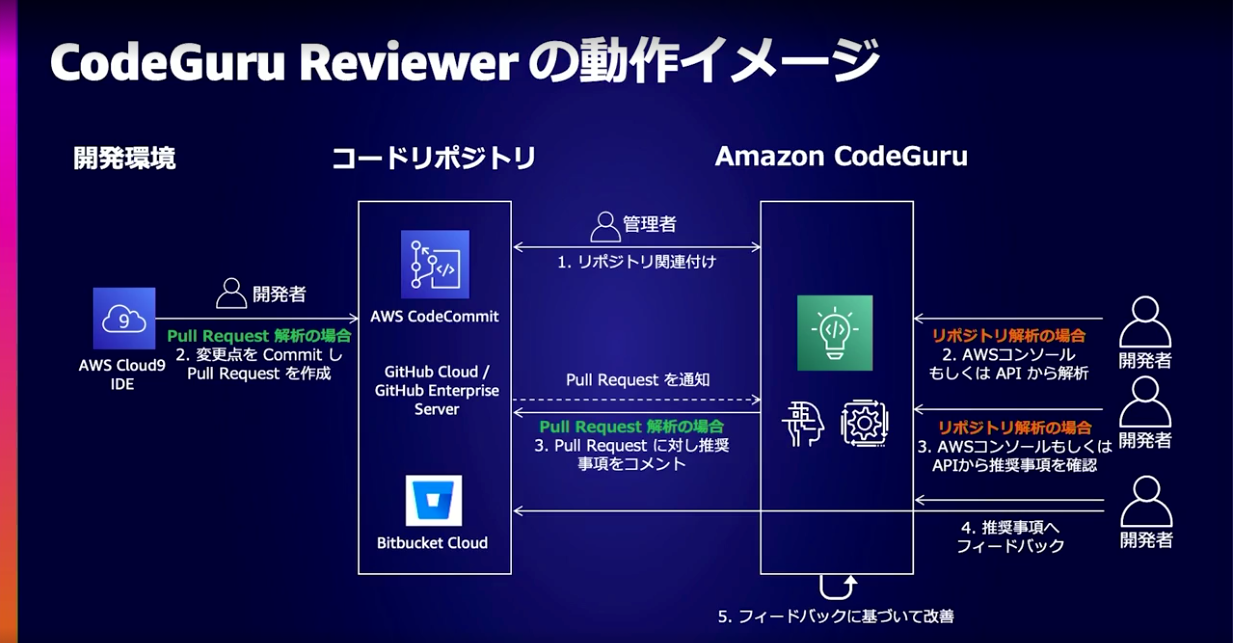 CodeGuru Reviewer の動作イメージ
開発環境
コードリポジトリ
Amazon CodeGuru
9
AWS Cloud9
IDE
開発者
Pull Request 解析の場合
2. 変更点を Commit し
Pull Request を作成
AWS CodeCommit
GitHub Cloud /
GitHub Enterprise
Server
Bitbucket Cloud
管理者
1. リポジトリ関連付け
Pull Request を通知
Pull Request 解析の場合
3. Pull Request に対し推奨
事項をコメント
リポジトリ解析の場合
2. AWSコンソール
もしくは API から解析
開発者
リポジトリ解析の場合
3. AWSコンソールもしくは
APIから推奨事項を確認
開発者
4. 推奨事項へ
フィードバック
開発者
5. フィードバックに基づいて改善